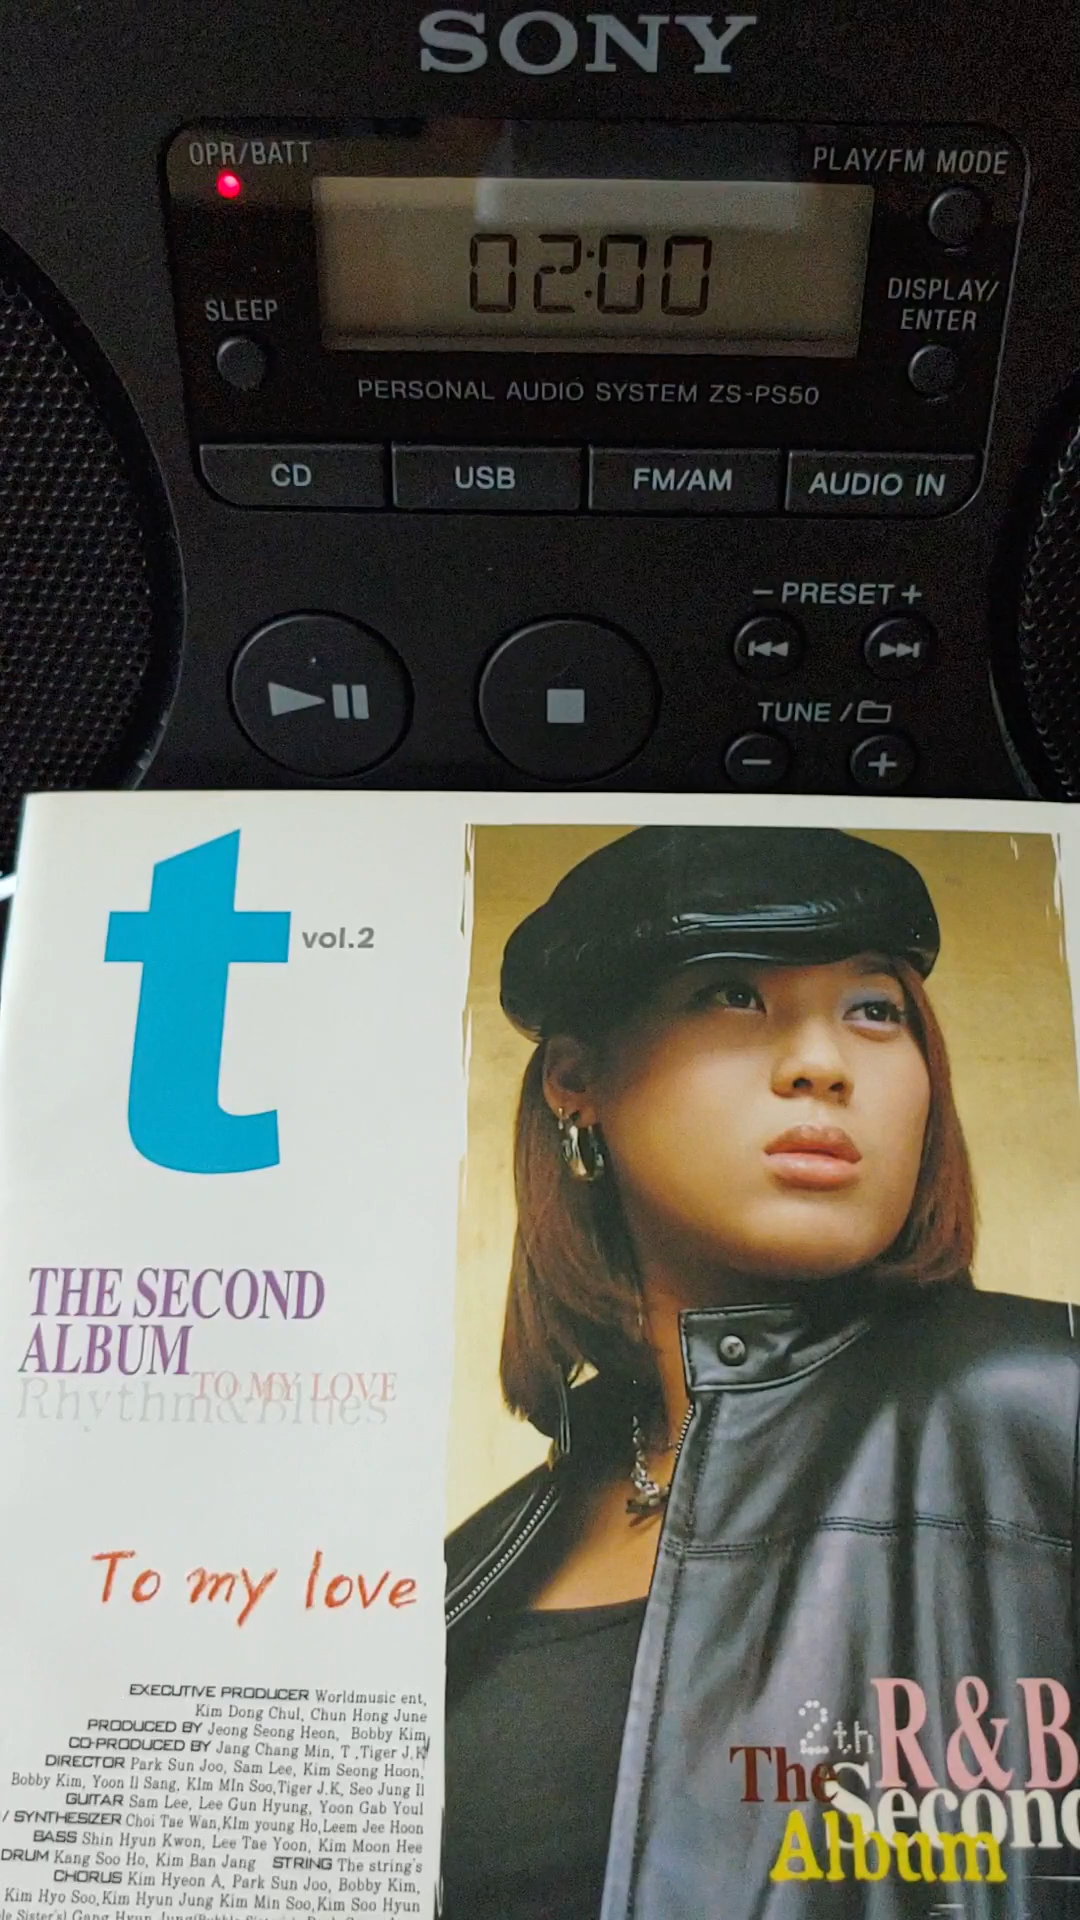 SONY
OPR/BATT
PLAY/FM MODE
02:00
SLEEP
DISPLAY/
ENTER
PERSONAL AUDIO SYSTEM ZS-PS50
CD
USB
FM/AM
AUDIO IN
– PRESET +
TUNE /
– +
t vol.2
THE SECOND
ALBUM
TO MY LOVE
Rhythm&Blues
To my love
EXECUTIVE PRODUCER Worldmusic ent,
Kim Dong Chul, Chun Hong June
PRODUCED BY Jeong Seong Heon, Bobby Kim
CO-PRODUCED BY Jang Chang Min, T ,Tiger J.K
DIRECTOR Park Sun Joo, Sam Lee, Kim Seong Hoon,
Bobby Kim, Yoon Il Sang, KIm MIn Soo,Tiger J.K, Seo Jung Il
GUITAR Sam Lee, Lee Gun Hyung, Yoon Gab Youl
/ SYNTHESIZER Choi Tae Wan,KIm young Ho,Leem Jee Hoon
BASS Shin Hyun Kwon, Lee Tae Yoon, Kim Moon Hee
DRUM Kang Soo Ho, Kim Ban Jang STRING The string's
CHORUS Kim Hyeon A, Park Sun Joo, Bobby Kim,
Kim Hyo Soo,Kim Hyun Jung Kim Min Soo,Kim Soo Hyun
2th R&B
The Second
Album